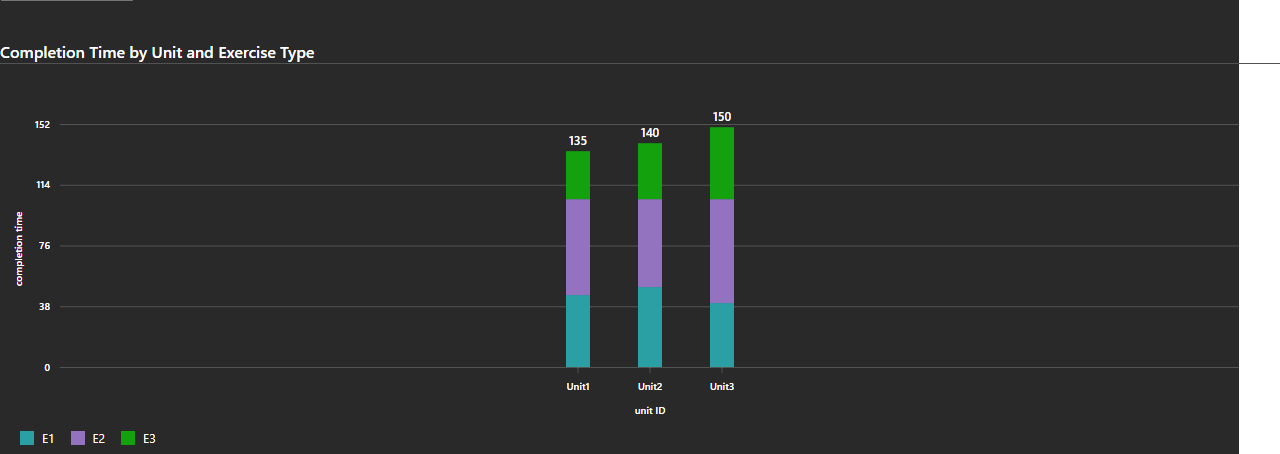 Completion Time by Unit and Exercise Type
152
114
76
38
0
completion time
135
140
150
Unit1 Unit2 Unit3
unit ID
E1 E2 E3